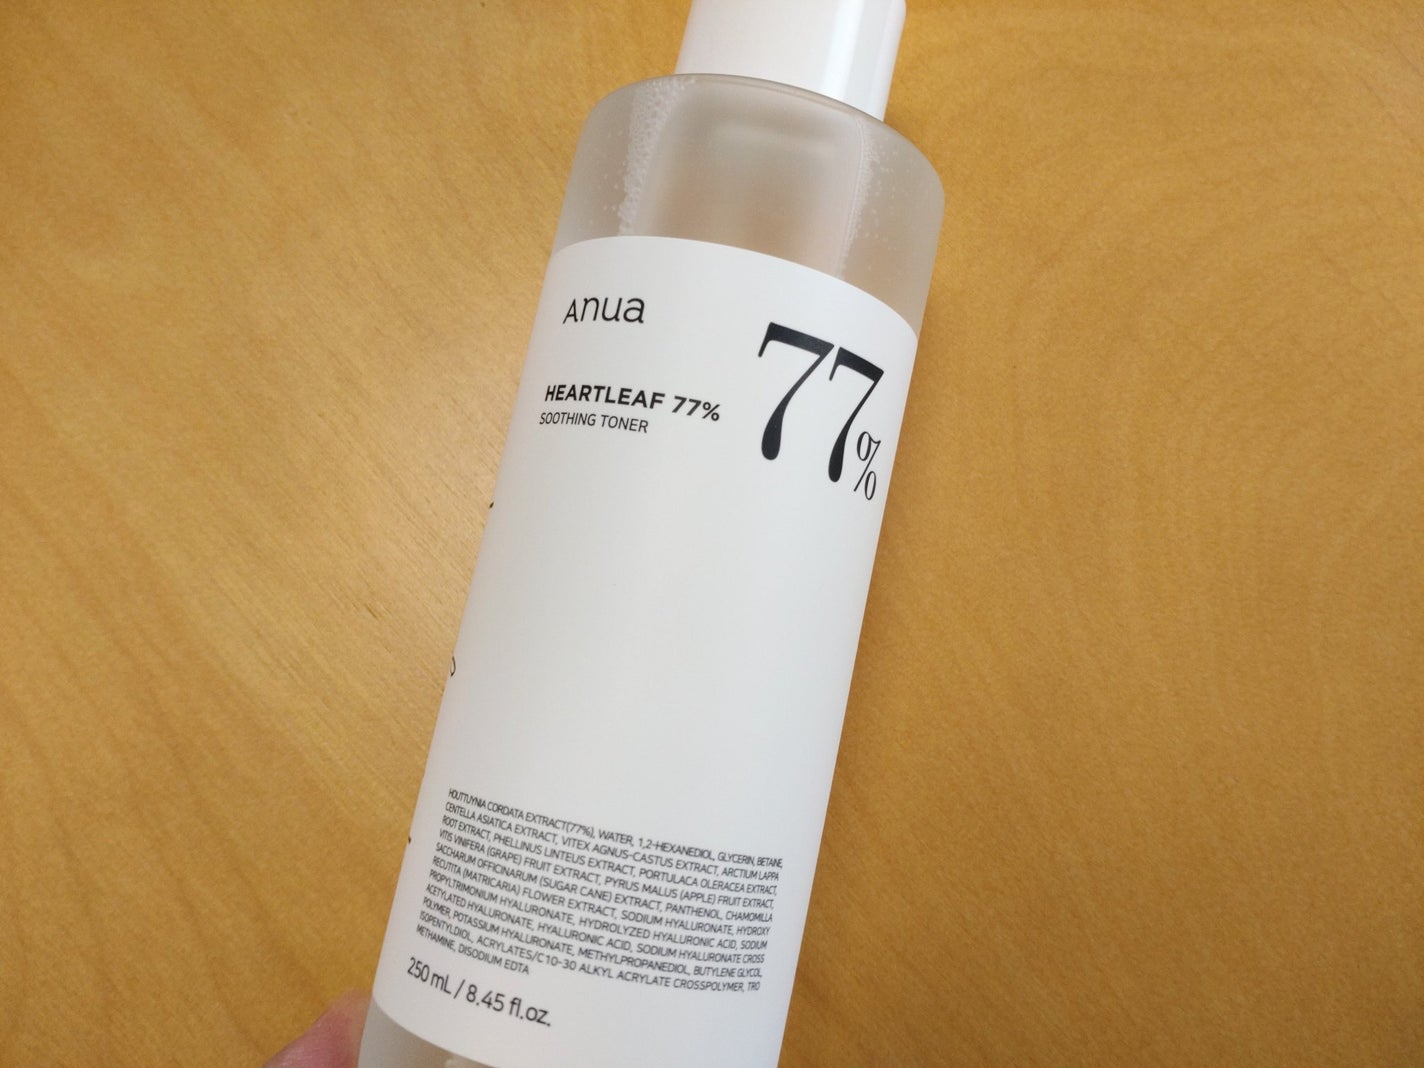 Anua
77%
HEARTLEAF 77%
SOOTHING TONER
HOUTTUYNIA CORDATA EXTRACT(77%), WATER, 1,2-HEXANEDIOL, GLYCERIN, BETAINE,
CENTELLA ASIATICA EXTRACT, VITEX AGNUS-CASTUS EXTRACT, ARCTIUM LAPPA
ROOT EXTRACT, PHELLINUS LINTEUS EXTRACT, PORTULACA OLERACEA EXTRACT,
VITIS VINIFERA (GRAPE) FRUIT EXTRACT, PYRUS MALUS (APPLE) FRUIT EXTRACT,
SACCHARUM OFFICINARUM (SUGAR CANE) EXTRACT, PANTHENOL, CHAMOMILLA
RECUTITA (MATRICARIA) FLOWER EXTRACT, SODIUM HYALURONATE, HYDROXY
PROPYLTRIMONIUM HYALURONATE, HYDROLYZED HYALURONIC ACID, SODIUM
ACETYLATED HYALURONATE, HYALURONIC ACID, SODIUM HYALURONATE CROSS
POLYMER, POTASSIUM HYALURONATE, METHYLPROPANEDIOL, BUTYLENE GLYCOL,
ISOPENTYLDIOL, ACRYLATES/C10-30 ALKYL ACRYLATE CROSSPOLYMER, TRO
METHAMINE, DISODIUM EDTA
250 mL / 8.45 fl.oz.